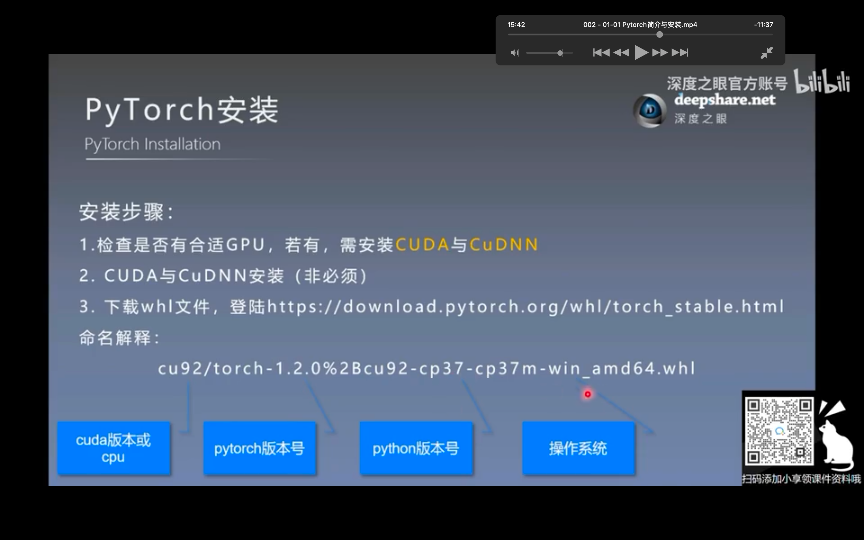 15:42
002 - 01-01 Pytorch简介与安装.mp4
-11:37
深度之眼官方账号 bilibili
deepshare.net
深度之眼
PyTorch安装
PyTorch Installation
安装步骤：
1.检查是否有合适GPU，若有，需安装CUDA与CuDNN
2. CUDA与CuDNN安装（非必须）
3. 下载whl文件，登陆https://download.pytorch.org/whl/torch_stable.html
命名解释：
cu92/torch-1.2.0%2Bcu92-cp37-cp37m-win_amd64.whl
cuda版本或
cpu
pytorch版本号
python版本号
操作系统
扫码添加小享领课件资料哦